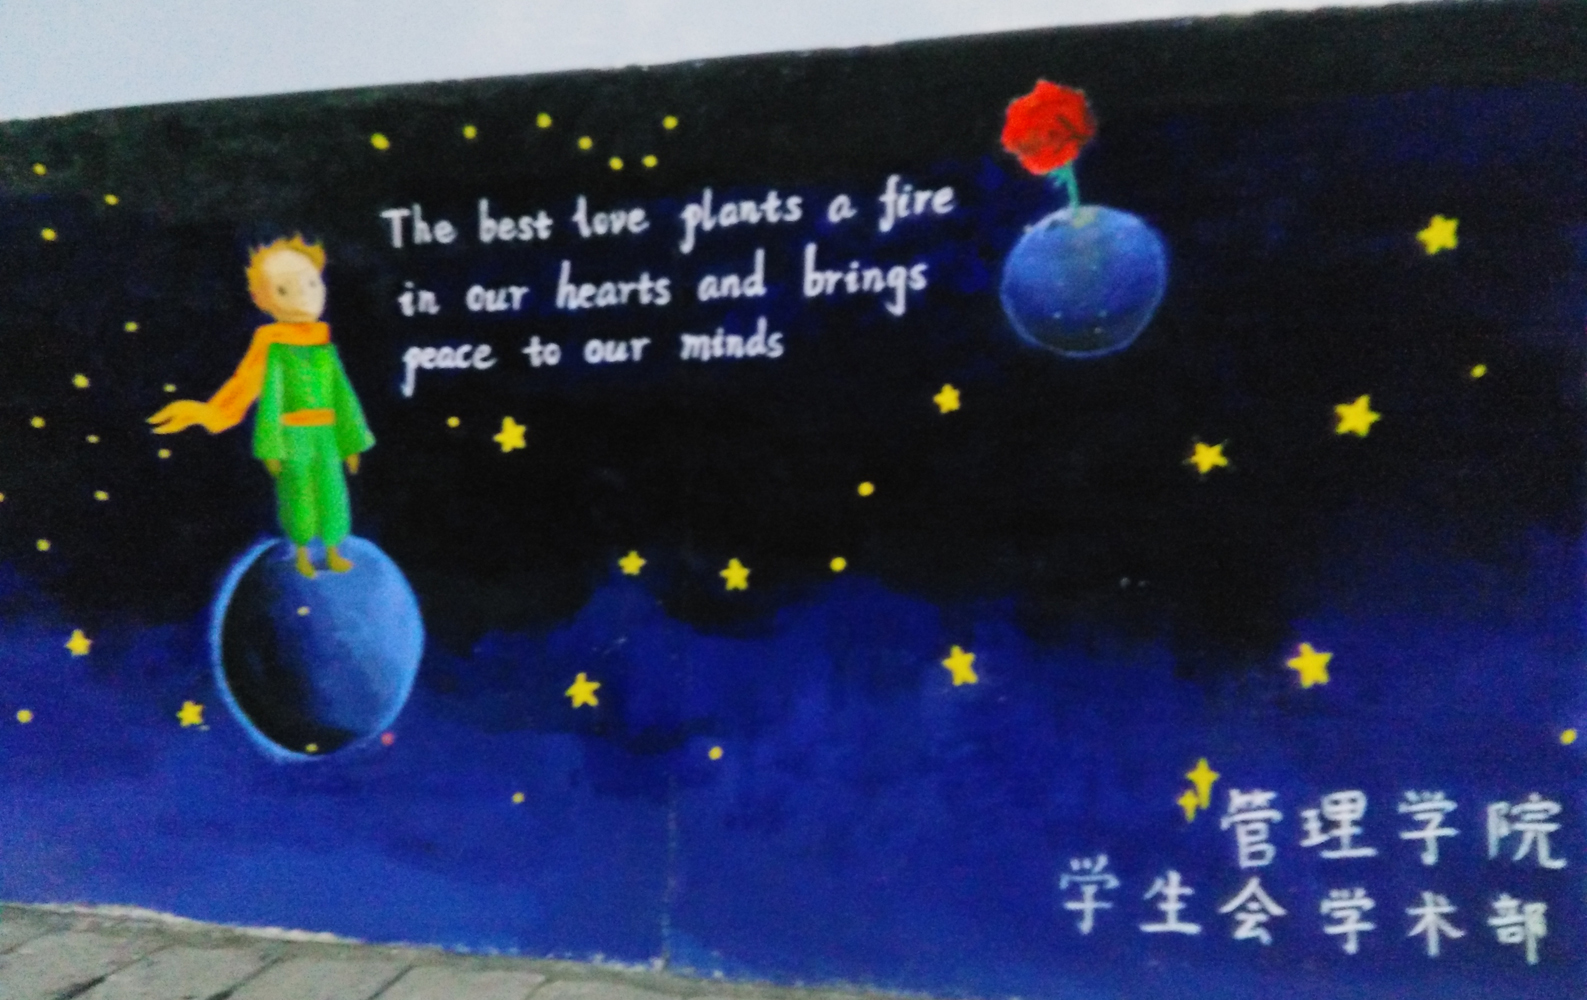 The best love plants a fire
in our hearts and brings
peace to our minds
管理学院
学生会学术部